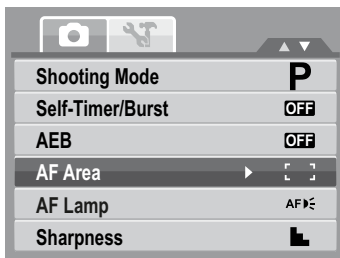 Shooting Mode P
Self-Timer/Burst OFF
AEB OFF
AF Area
AF Lamp AF
Sharpness